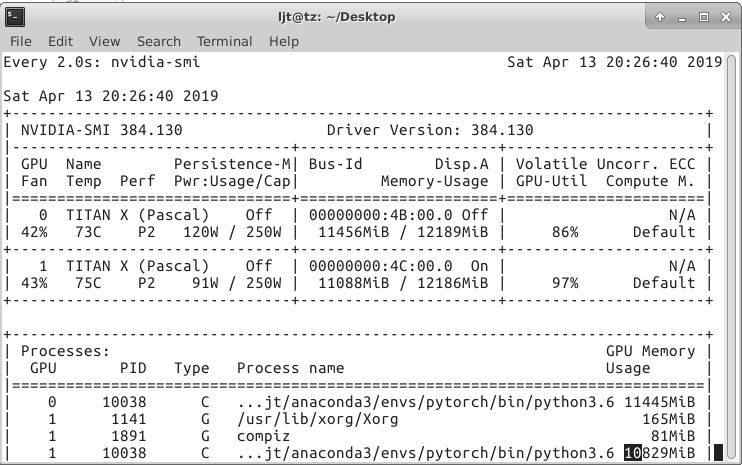 ljt@tz: ~/Desktop
File Edit View Search Terminal Help
Every 2.0s: nvidia-smi Sat Apr 13 20:26:40 2019
Sat Apr 13 20:26:40 2019
+-----------------------------------------------------------------------------+
| NVIDIA-SMI 384.130                Driver Version: 384.130                   |
|-------------------------------+----------------------+----------------------+
| GPU  Name        Persistence-M| Bus-Id        Disp.A | Volatile Uncorr. ECC |
| Fan  Temp  Perf  Pwr:Usage/Cap|         Memory-Usage | GPU-Util  Compute M. |
|===============================+======================+======================|
|   0  TITAN X (Pascal)    Off  | 00000000:4B:00.0 Off |                  N/A |
| 42%   73C    P2   120W / 250W |  11456MiB / 12189MiB |     86%      Default |
+-------------------------------+----------------------+----------------------+
|   1  TITAN X (Pascal)    Off  | 00000000:4C:00.0  On |                  N/A |
| 43%   75C    P2    91W / 250W |  11088MiB / 12186MiB |     97%      Default |
+-------------------------------+----------------------+----------------------+
+-----------------------------------------------------------------------------+
| Processes:                                                       GPU Memory |
|  GPU       PID   Type   Process name                             Usage      |
|=============================================================================|
|    0     10038      C   ...jt/anaconda3/envs/pytorch/bin/python3.6 11445MiB |
|    1      1141      G   /usr/lib/xorg/Xorg                           165MiB |
|    1      1891      G   compiz                                        81MiB |
|    1     10038      C   ...jt/anaconda3/envs/pytorch/bin/python3.6 10829MiB |